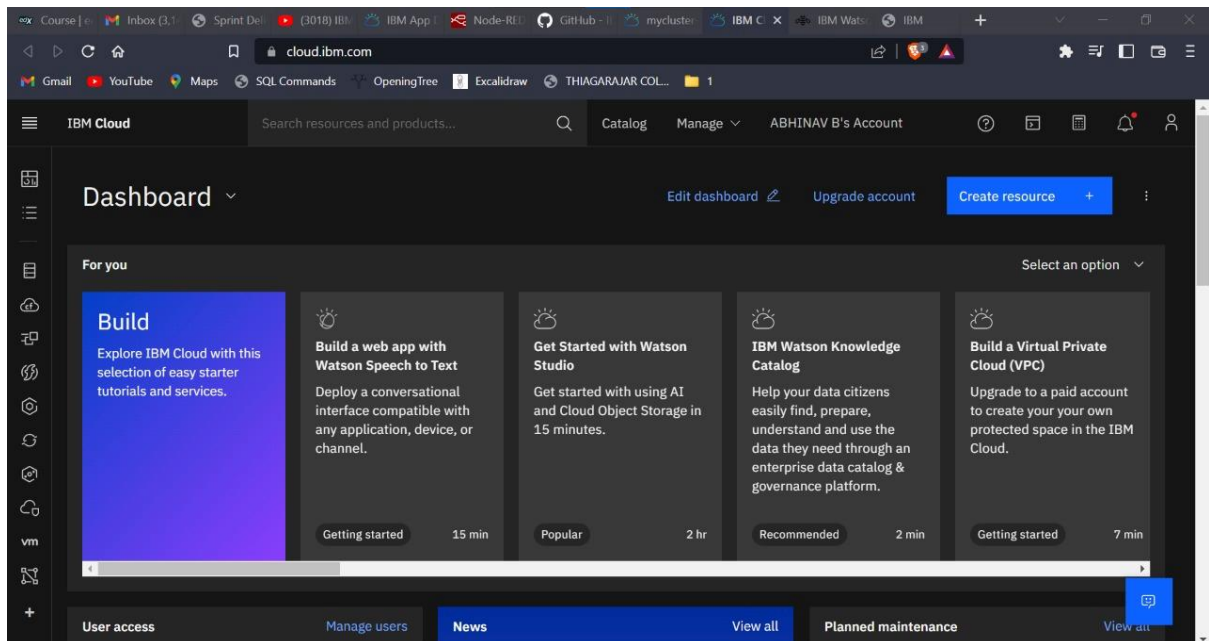 Course | e
Inbox (3,1
Sprint Deli
(3018) IBM
IBM App I
Node-RED
GitHub - I
mycluster
IBM C
IBM Wats
IBM
cloud.ibm.com
Gmail YouTube Maps SQL Commands OpeningTree Excalidraw THIAGARAJAR COL... 1
IBM Cloud Search resources and products... Catalog Manage ABHINAV B's Account
Dashboard Edit dashboard Upgrade account Create resource +
For you Select an option
Build
Explore IBM Cloud with this
selection of easy starter
tutorials and services.
Build a web app with
Watson Speech to Text
Deploy a conversational
interface compatible with
any application, device, or
channel.
Getting started 15 min
Get Started with Watson
Studio
Get started with using AI
and Cloud Object Storage in
15 minutes.
Popular 2 hr
IBM Watson Knowledge
Catalog
Help your data citizens
easily find, prepare,
understand and use the
data they need through an
enterprise data catalog &
governance platform.
Recommended 2 min
Build a Virtual Private
Cloud (VPC)
Upgrade to a paid account
to create your your own
protected space in the IBM
Cloud.
Getting started 7 min
vm
User access Manage users News View all Planned maintenance View all